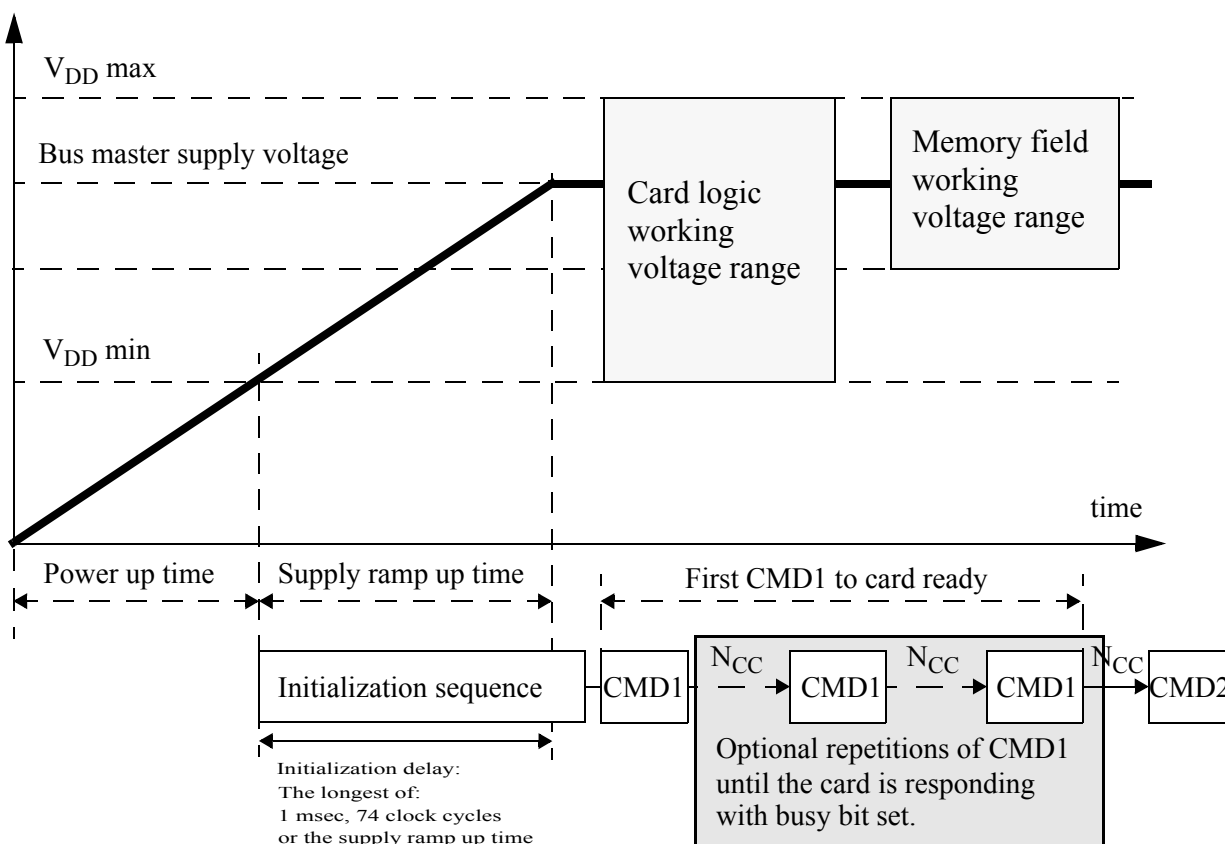 V_DD max
Bus master supply voltage
Card logic
working
voltage range
Memory field
working
voltage range
V_DD min
time
Power up time
Supply ramp up time
First CMD1 to card ready
Initialization sequence
CMD1
N_CC
CMD1
N_CC
CMD1
N_CC
CMD2
Initialization delay:
The longest of:
1 msec, 74 clock cycles
or the supply ramp up time
Optional repetitions of CMD1
until the card is responding
with busy bit set.